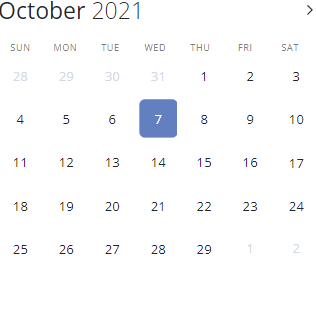 October 2021
SUN MON TUE WED THU FRI SAT
28 29 30 31 1 2 3
4 5 6 7 8 9 10
11 12 13 14 15 16 17
18 19 20 21 22 23 24
25 26 27 28 29 1 2